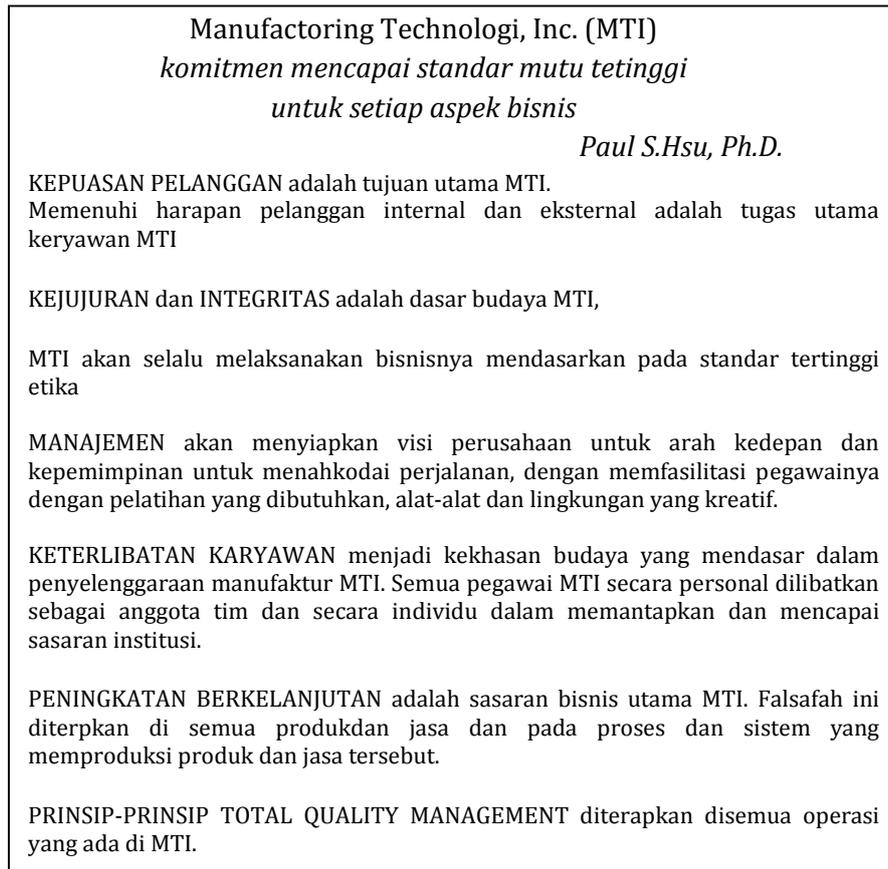 Manufactoring Technologi, Inc. (MTI)
komitmen mencapai standar mutu tetinggi
untuk setiap aspek bisnis
Paul S.Hsu, Ph.D.
KEPUASAN PELANGGAN adalah tujuan utama MTI.
Memenuhi harapan pelanggan internal dan eksternal adalah tugas utama
keryawan MTI
KEJUJURAN dan INTEGRITAS adalah dasar budaya MTI,
MTI akan selalu melaksanakan bisnisnya mendasarkan pada standar tertinggi
etika
MANAJEMEN akan menyiapkan visi perusahaan untuk arah kedepan dan
kepemimpinan untuk menahkodai perjalanan, dengan memfasilitasi pegawainya
dengan pelatihan yang dibutuhkan, alat-alat dan lingkungan yang kreatif.
KETERLIBATAN KARYAWAN menjadi kekhasan budaya yang mendasar dalam
penyelenggaraan manufaktur MTI. Semua pegawai MTI secara personal dilibatkan
sebagai anggota tim dan secara individu dalam memantapkan dan mencapai
sasaran institusi.
PENINGKATAN BERKELANJUTAN adalah sasaran bisnis utama MTI. Falsafah ini
diterpkan di semua produkdan jasa dan pada proses dan sistem yang
memproduksi produk dan jasa tersebut.
PRINSIP-PRINSIP TOTAL QUALITY MANAGEMENT diterapkan disemua operasi
yang ada di MTI.